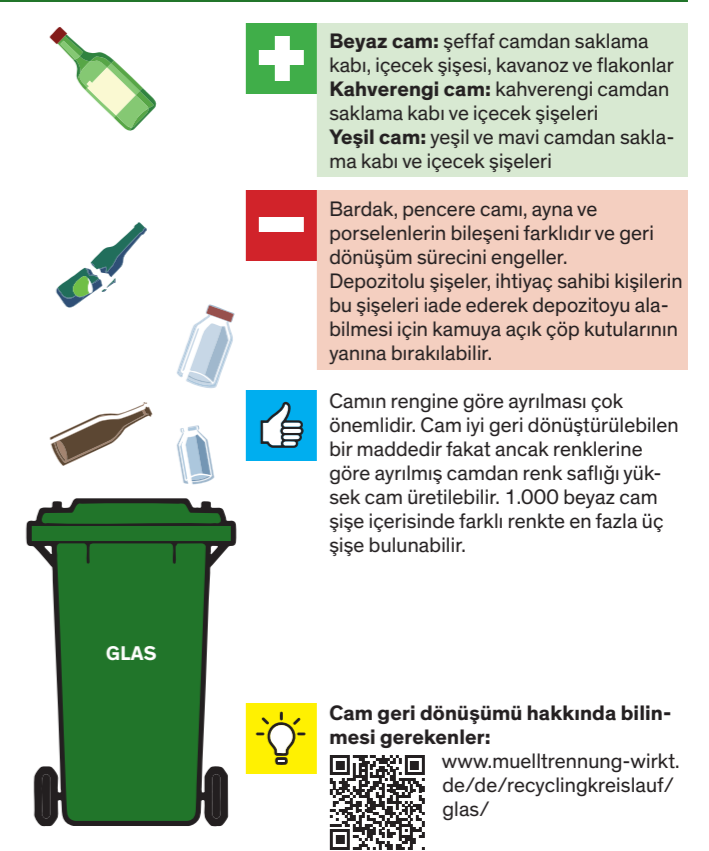 Beyaz cam: şeffaf camdan saklama
kabı, içecek şişesi, kavanoz ve flakonlar
Kahverengi cam: kahverengi camdan
saklama kabı ve içecek şişeleri
Yeşil cam: yeşil ve mavi camdan sakla-
ma kabı ve içecek şişeleri
Bardak, pencere camı, ayna ve
porselenlerin bileşeni farklıdır ve geri
dönüşüm sürecini engeller.
Depozitolu şişeler, ihtiyaç sahibi kişilerin
bu şişeleri iade ederek depozitoyu ala-
bilmesi için kamuya açık çöp kutularının
yanına bırakılabilir.
Camın rengine göre ayrılması çok
önemlidir. Cam iyi geri dönüştürülebilen
bir maddedir fakat ancak renklerine
göre ayrılmış camdan renk saflığı yük-
sek cam üretilebilir. 1.000 beyaz cam
şişe içerisinde farklı renkte en fazla üç
şişe bulunabilir.
GLAS
Cam geri dönüşümü hakkında bilin-
mesi gerekenler:
www.muelltrennung-wirkt.
de/de/recyclingkreislauf/
glas/